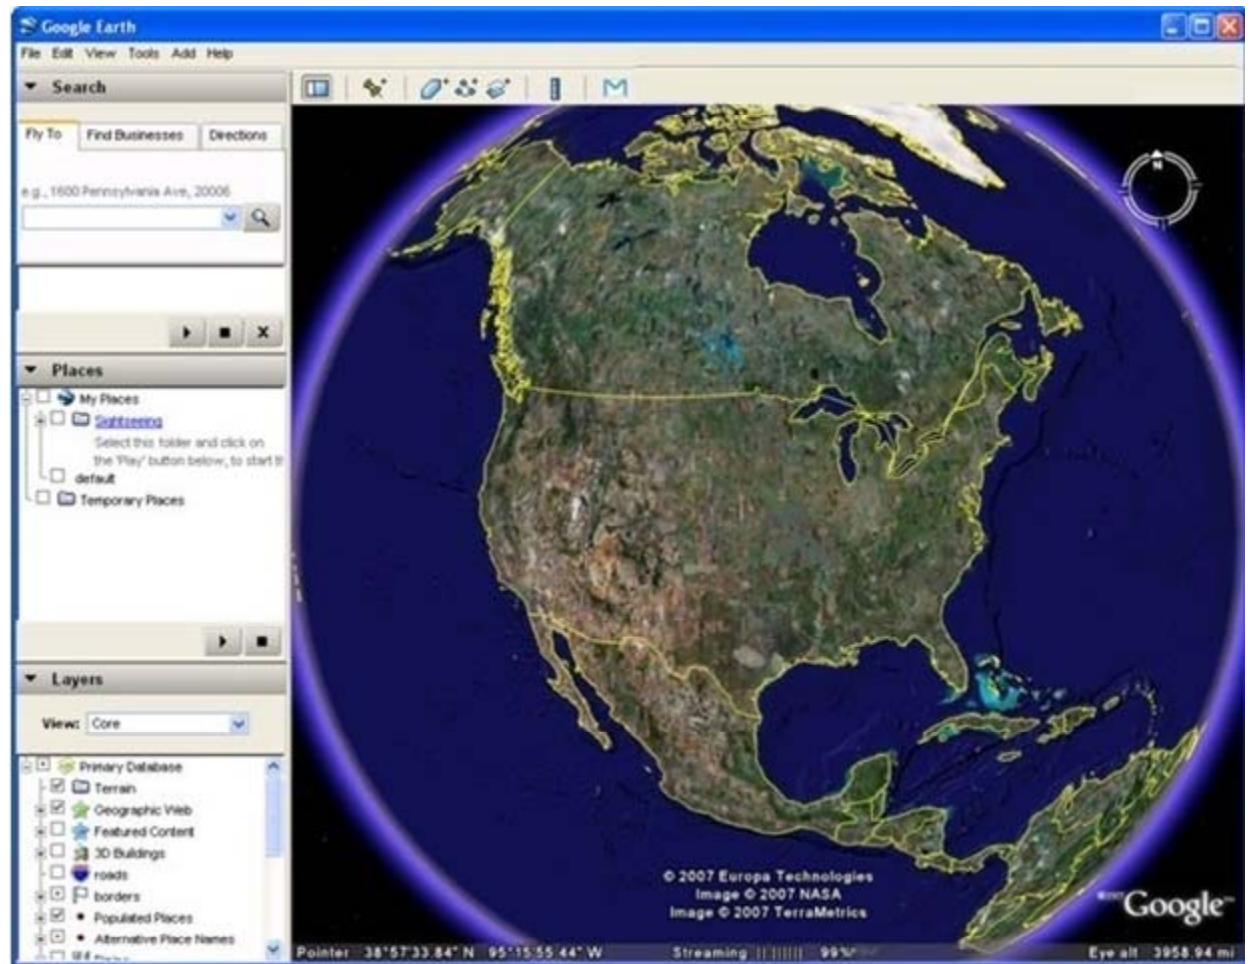 Google Earth
File Edit View Tools Add Help
Search
Fly To Find Businesses Directions
e.g., 1600 Pennsylvania Ave, 20006
Places
My Places
Sightseeing
Select this folder and click on
the 'Play' button below, to start th
default
Temporary Places
Layers
View: Core
Primary Database
Terrain
Geographic Web
Featured Content
3D Buildings
roads
borders
Populated Places
Alternative Place Names
N
© 2007 Europa Technologies
Image © 2007 NASA
Image © 2007 TerraMetrics
Google
Pointer 38°57'33.84" N 95°15'55.44" W Streaming 99% Eye alt 3958.94 mi